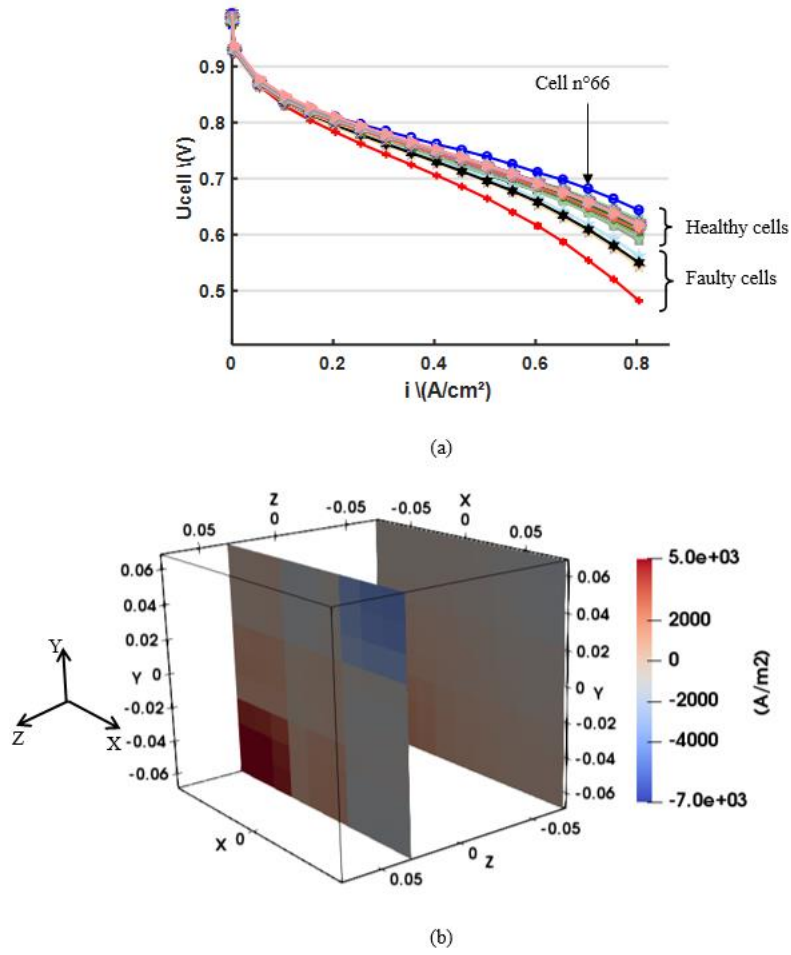 0.9
Cell n°66
0.8
0.7
0.6
0.5
Ucell \(V)
Healthy cells
Faulty cells
0 0.2 0.4 0.6 0.8
i \(A/cm²)
(a)
Z X
0.05 0 -0.05 -0.05 0 0.05
0.06
0.04
0.02
Y 0
-0.02
-0.04
-0.06
0.06
0.04
0.02
0 Y
-0.02
-0.04
-0.06
5.0e+03
2000
0
-2000
-4000
-7.0e+03
(A/m2)
Y
Z X
X 0
0.05 0 Z -0.05
(b)